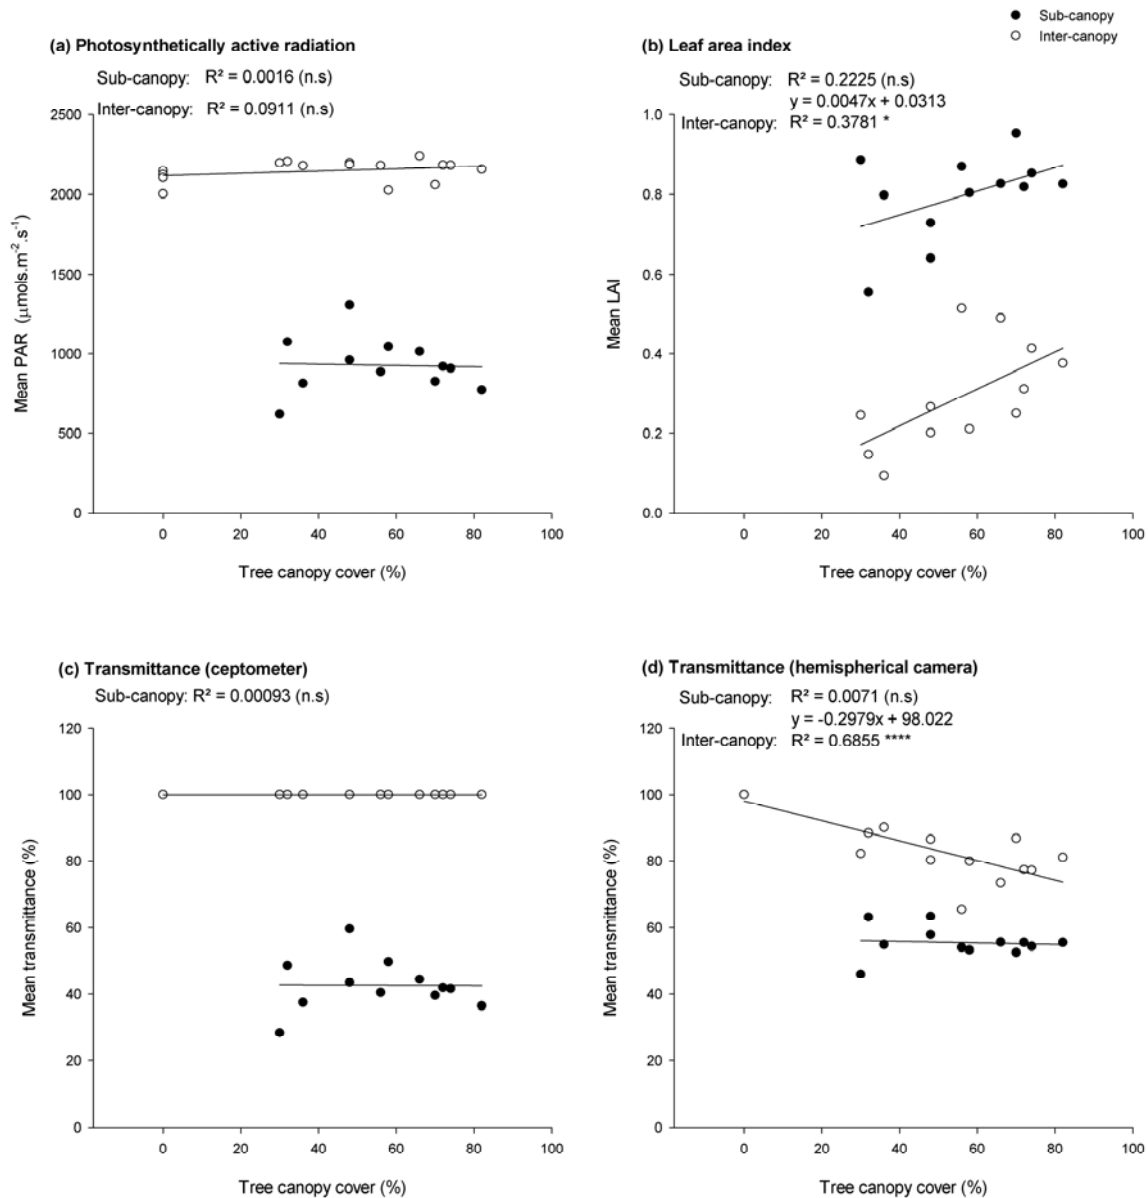 Sub-canopy
Inter-canopy
(a) Photosynthetically active radiation
Sub-canopy: R² = 0.0016 (n.s)
Inter-canopy: R² = 0.0911 (n.s)
2500
2000
1500
1000
500
0
Mean PAR (μmols.m⁻².s⁻¹)
0 20 40 60 80 100
Tree canopy cover (%)
(b) Leaf area index
Sub-canopy: R² = 0.2225 (n.s)
y = 0.0047x + 0.0313
Inter-canopy: R² = 0.3781 *
1.0
0.8
0.6
0.4
0.2
0.0
Mean LAI
0 20 40 60 80 100
Tree canopy cover (%)
(c) Transmittance (ceptometer)
Sub-canopy: R² = 0.00093 (n.s)
120
100
80
60
40
20
0
Mean transmittance (%)
0 20 40 60 80 100
Tree canopy cover (%)
(d) Transmittance (hemispherical camera)
Sub-canopy: R² = 0.0071 (n.s)
y = -0.2979x + 98.022
Inter-canopy: R² = 0.6855 ****
120
100
80
60
40
20
0
Mean transmittance (%)
0 20 40 60 80 100
Tree canopy cover (%)